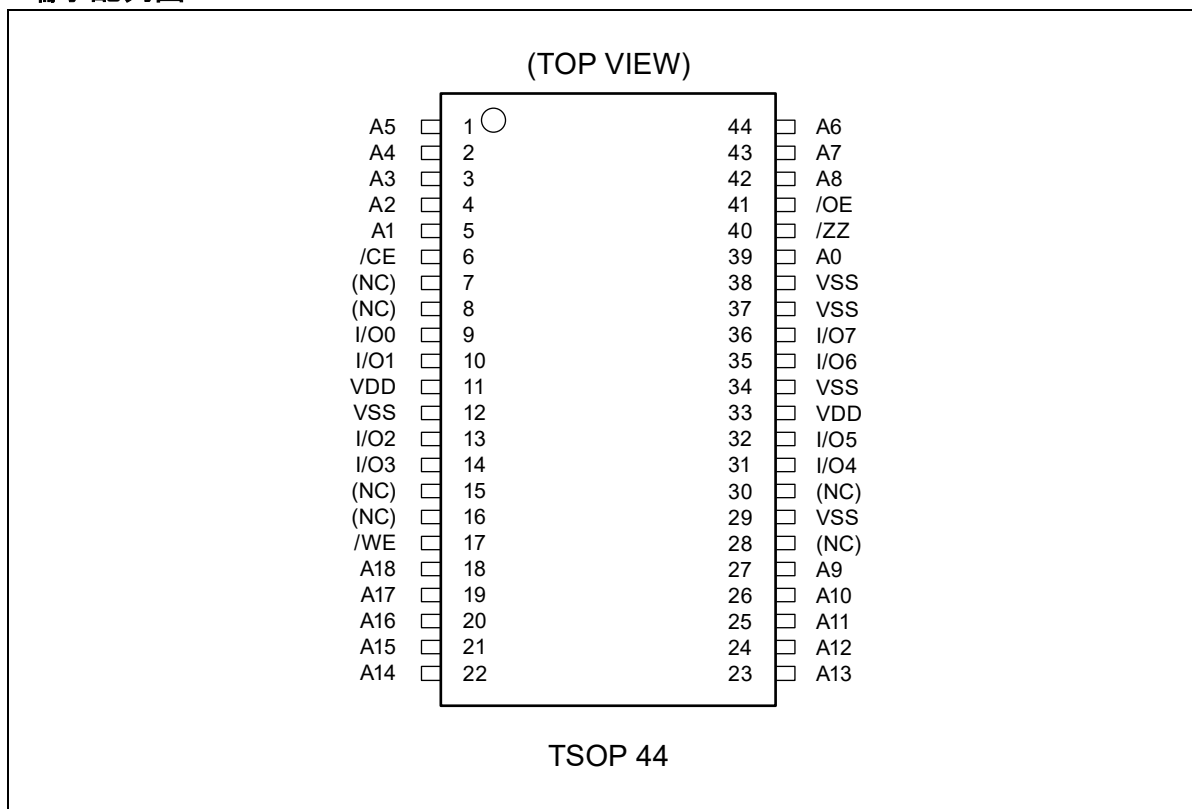 (TOP VIEW)
A5 1 44 A6
A4 2 43 A7
A3 3 42 A8
A2 4 41 /OE
A1 5 40 /ZZ
/CE 6 39 A0
(NC) 7 38 VSS
(NC) 8 37 VSS
I/O0 9 36 I/O7
I/O1 10 35 I/O6
VDD 11 34 VSS
VSS 12 33 VDD
I/O2 13 32 I/O5
I/O3 14 31 I/O4
(NC) 15 30 (NC)
(NC) 16 29 VSS
/WE 17 28 (NC)
A18 18 27 A9
A17 19 26 A10
A16 20 25 A11
A15 21 24 A12
A14 22 23 A13
TSOP 44